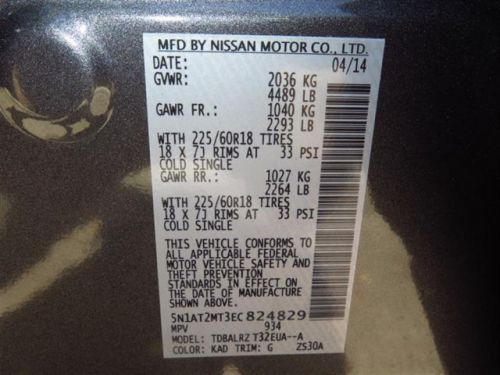 MFD BY NISSAN MOTOR CO., LTD.
DATE: 04/14
GVWR: 2036 KG
4489 LB
GAWR FR.: 1040 KG
2293 LB
WITH 225/60R18 TIRES
18 X 7J RIMS AT 33 PSI
COLD SINGLE
GAWR RR.: 1027 KG
2264 LB
WITH 225/60R18 TIRES
18 X 7J RIMS AT 33 PSI
COLD SINGLE
THIS VEHICLE CONFORMS TO
ALL APPLICABLE FEDERAL
MOTOR VEHICLE SAFETY AND
THEFT PREVENTION
STANDARDS IN EFFECT ON
THE DATE OF MANUFACTURE
SHOWN ABOVE.
5N1AT2MT3EC824829
MPV 934
MODEL: TDBALRZ T32EUA--A
COLOR: KAD TRIM: G ZS30A